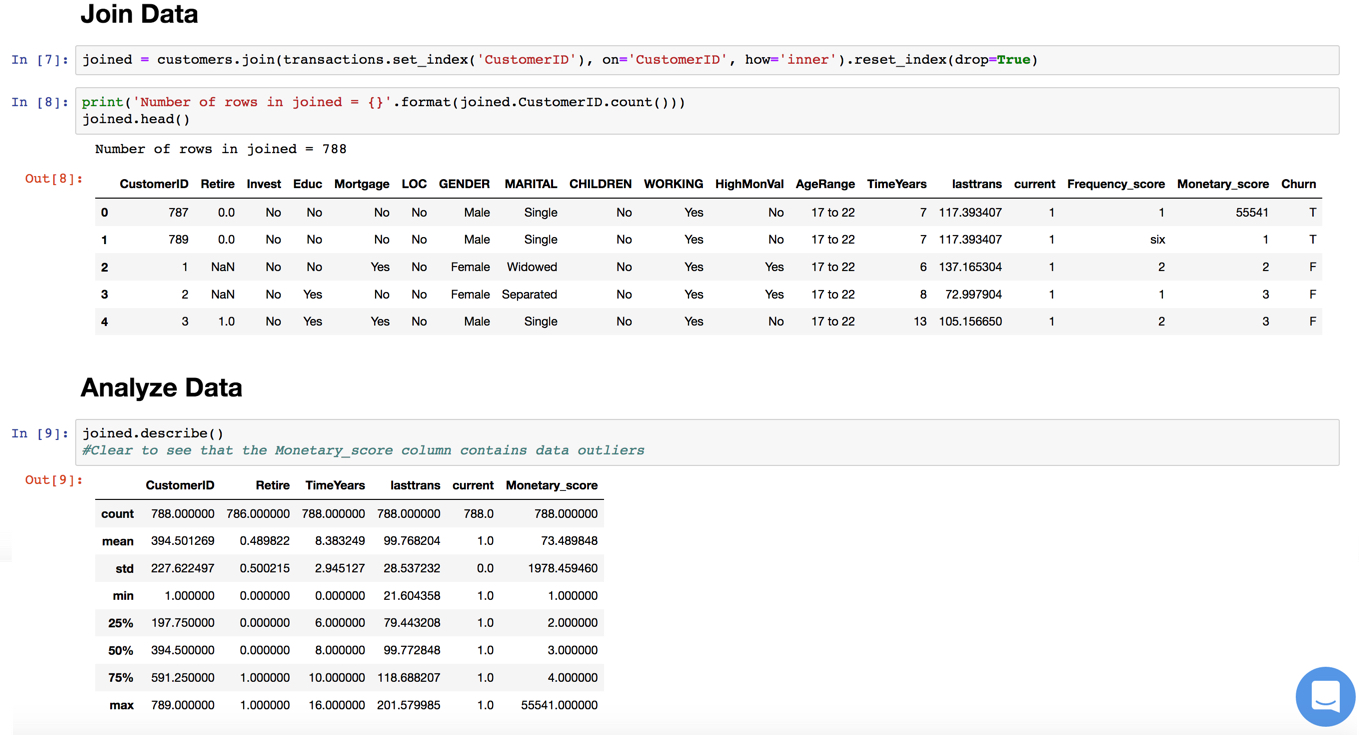 Join Data
In [7]: joined = customers.join(transactions.set_index('CustomerID'), on='CustomerID', how='inner').reset_index(drop=True)
In [8]: print('Number of rows in joined = {}'.format(joined.CustomerID.count()))
joined.head()
Number of rows in joined = 788
Out[8]:
CustomerID Retire Invest Educ Mortgage LOC GENDER MARITAL CHILDREN WORKING HighMonVal AgeRange TimeYears lasttrans current Frequency_score Monetary_score Churn
0 787 0.0 No No No No Male Single No Yes No 17 to 22 7 117.393407 1 1 55541 T
1 789 0.0 No No No No Male Single No Yes No 17 to 22 7 117.393407 1 six 1 T
2 1 NaN No No Yes No Female Widowed No Yes Yes 17 to 22 6 137.165304 1 2 2 F
3 2 NaN No Yes No No Female Separated No Yes Yes 17 to 22 8 72.997904 1 1 3 F
4 3 1.0 No Yes Yes No Male Single No Yes No 17 to 22 13 105.156650 1 2 3 F
Analyze Data
In [9]: joined.describe()
#Clear to see that the Monetary_score column contains data outliers
Out[9]:
CustomerID Retire TimeYears lasttrans current Monetary_score
count 788.000000 786.000000 788.000000 788.000000 788.0 788.000000
mean 394.501269 0.489822 8.383249 99.768204 1.0 73.489848
std 227.622497 0.500215 2.945127 28.537232 0.0 1978.459460
min 1.000000 0.000000 0.000000 21.604358 1.0 1.000000
25% 197.750000 0.000000 6.000000 79.443208 1.0 2.000000
50% 394.500000 0.000000 8.000000 99.772848 1.0 3.000000
75% 591.250000 1.000000 10.000000 118.688207 1.0 4.000000
max 789.000000 1.000000 16.000000 201.579985 1.0 55541.000000